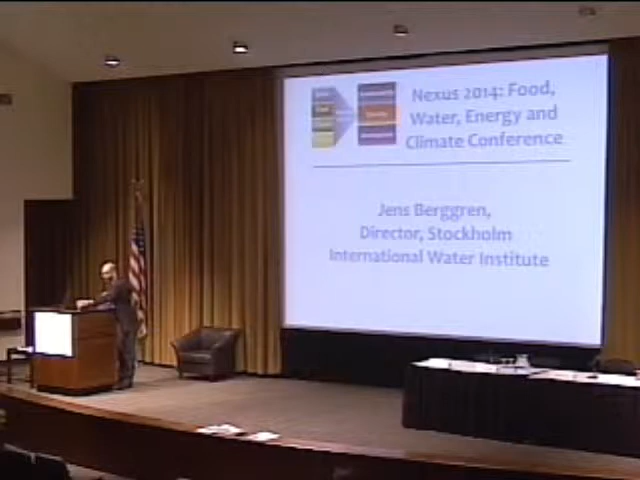 Nexus 2014: Food,
Water, Energy and
Climate Conference
Jens Berggren,
Director, Stockholm
International Water Institute